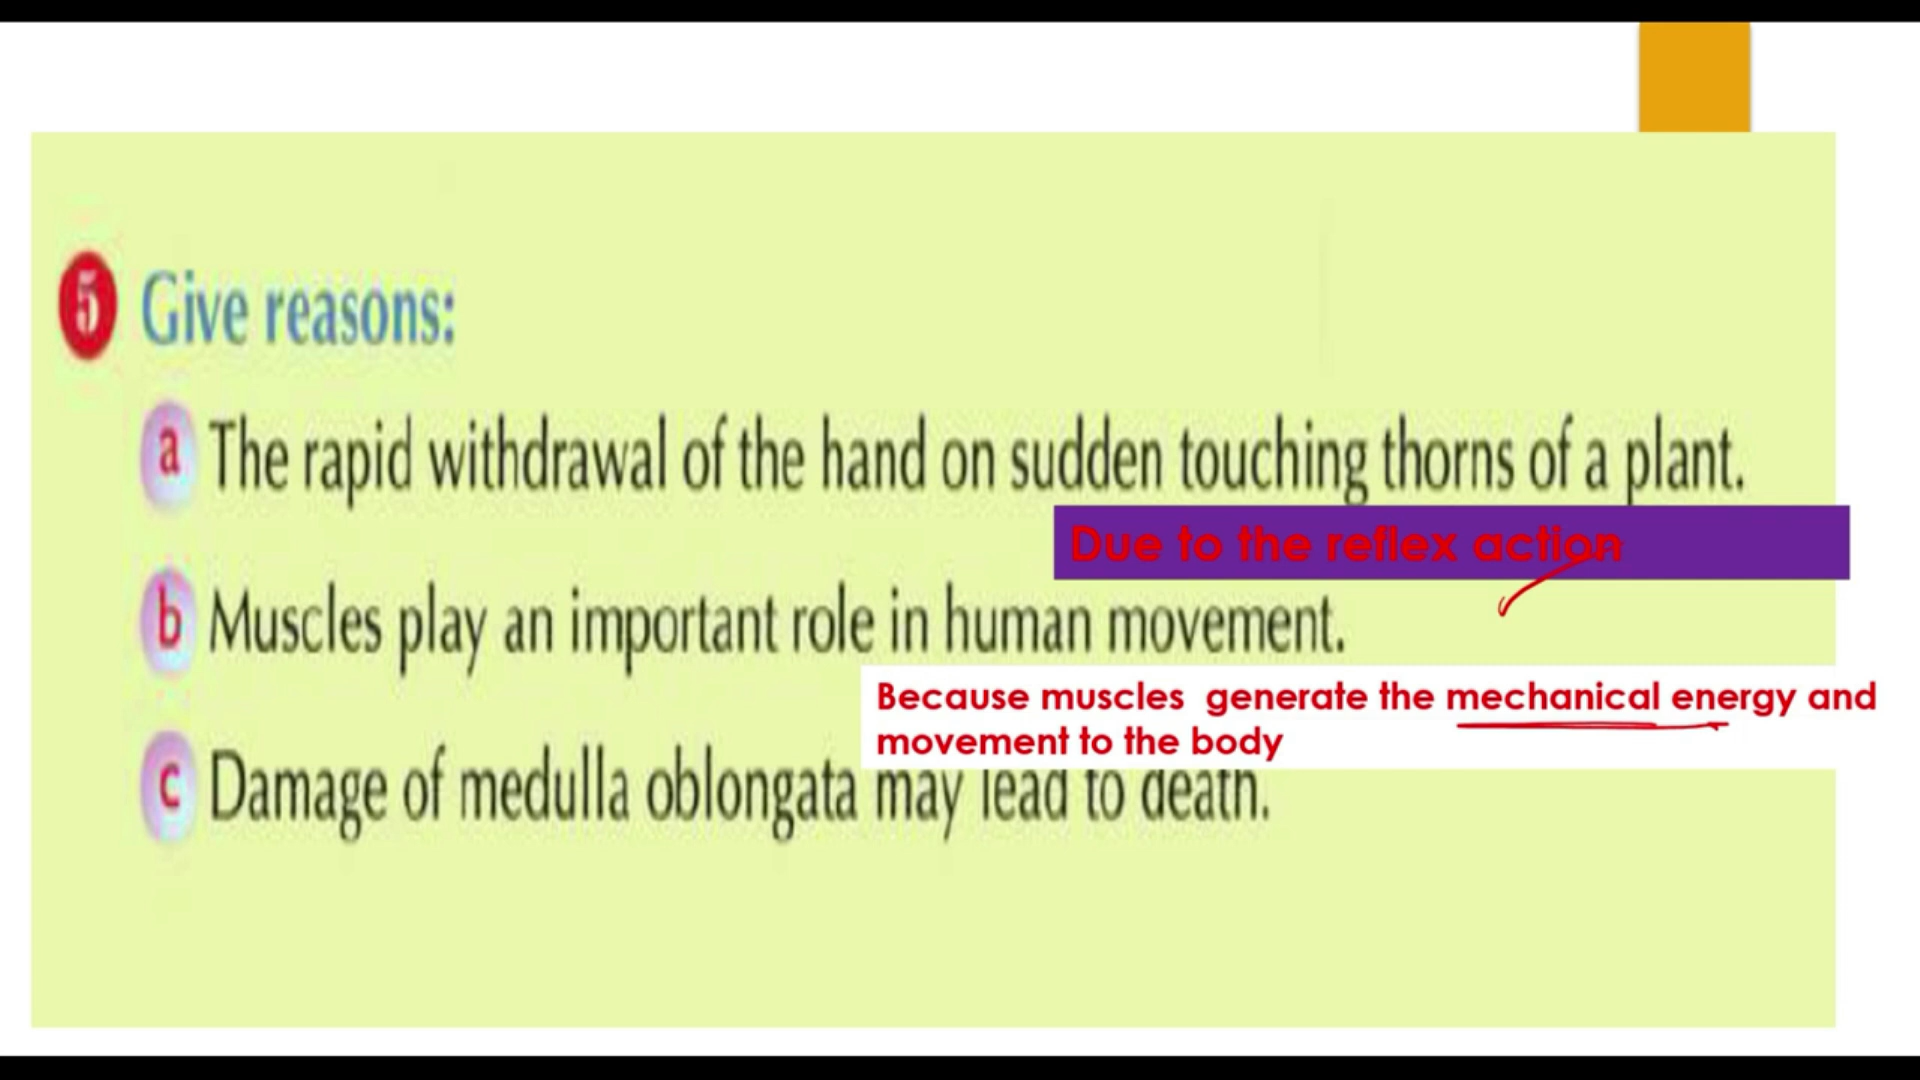 5 Give reasons:
a The rapid withdrawal of the hand on sudden touching thorns of a plant.
Due to the reflex action
b Muscles play an important role in human movement.
Because muscles generate the mechanical energy and
movement to the body
c Damage of medulla oblongata may lead to death.